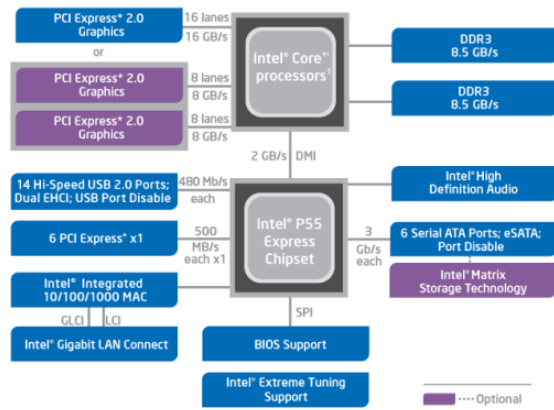 PCI Express* 2.0
Graphics
16 lanes
16 GB/s
or
PCI Express* 2.0
Graphics
8 lanes
8 GB/s
PCI Express* 2.0
Graphics
8 lanes
8 GB/s
Intel® Core™
processors¹
DDR3
8.5 GB/s
DDR3
8.5 GB/s
2 GB/s DMI
14 Hi-Speed USB 2.0 Ports;
Dual EHCI; USB Port Disable
480 Mb/s
each
Intel® P55
Express
Chipset
Intel® High
Definition Audio
6 PCI Express* x1
500
MB/s
each x1
3
Gb/s
each
6 Serial ATA Ports; eSATA;
Port Disable
Intel® Matrix
Storage Technology
Intel® Integrated
10/100/1000 MAC
GLCI LCI
Intel® Gigabit LAN Connect
SPI
BIOS Support
Intel® Extreme Tuning
Support
Optional